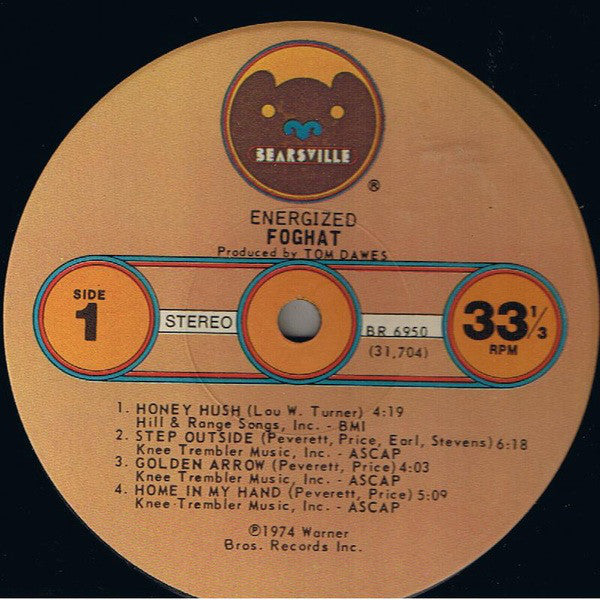 BEARSVILLE
®
ENERGIZED
FOGHAT
Produced by TOM DAWES
SIDE
1
STEREO
BR 6950
(31,704)
33 1/3
RPM
1. HONEY HUSH (Lou W. Turner) 4:19
Hill & Range Songs, Inc. - BMI
2. STEP OUTSIDE (Peverett, Price, Earl, Stevens) 6:18
Knee Trembler Music, Inc. - ASCAP
3. GOLDEN ARROW (Peverett, Price) 4:03
Knee Trembler Music, Inc. - ASCAP
4. HOME IN MY HAND (Peverett, Price) 5:09
Knee Trembler Music, Inc. - ASCAP
℗1974 Warner
Bros. Records Inc.